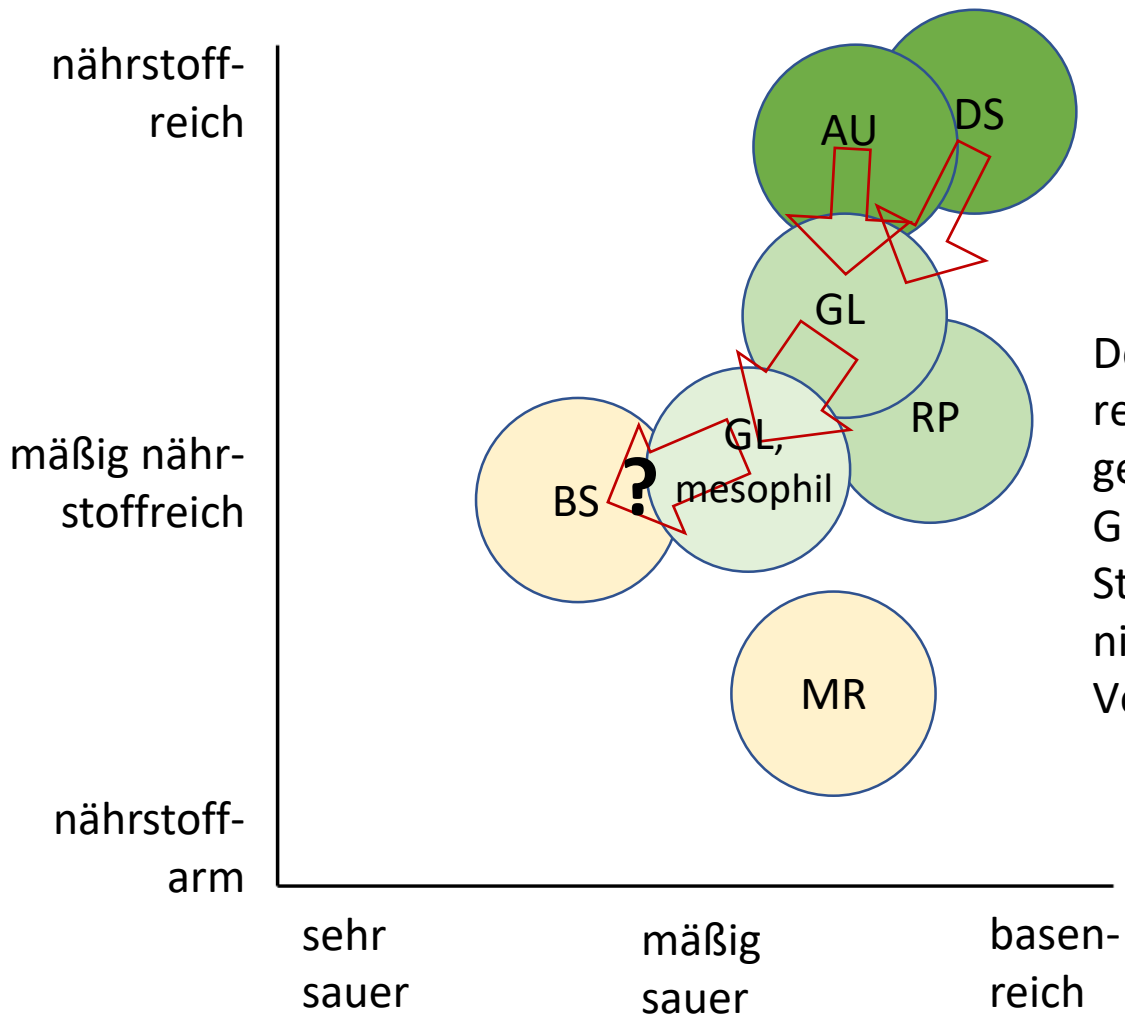 nährstoff-
reich
AU
DS
GL
RP
mäßig nähr-
stoffreich
BS
?
GL,
mesophil
MR
nährstoff-
arm
sehr
sauer
mäßig
sauer
basen-
reich